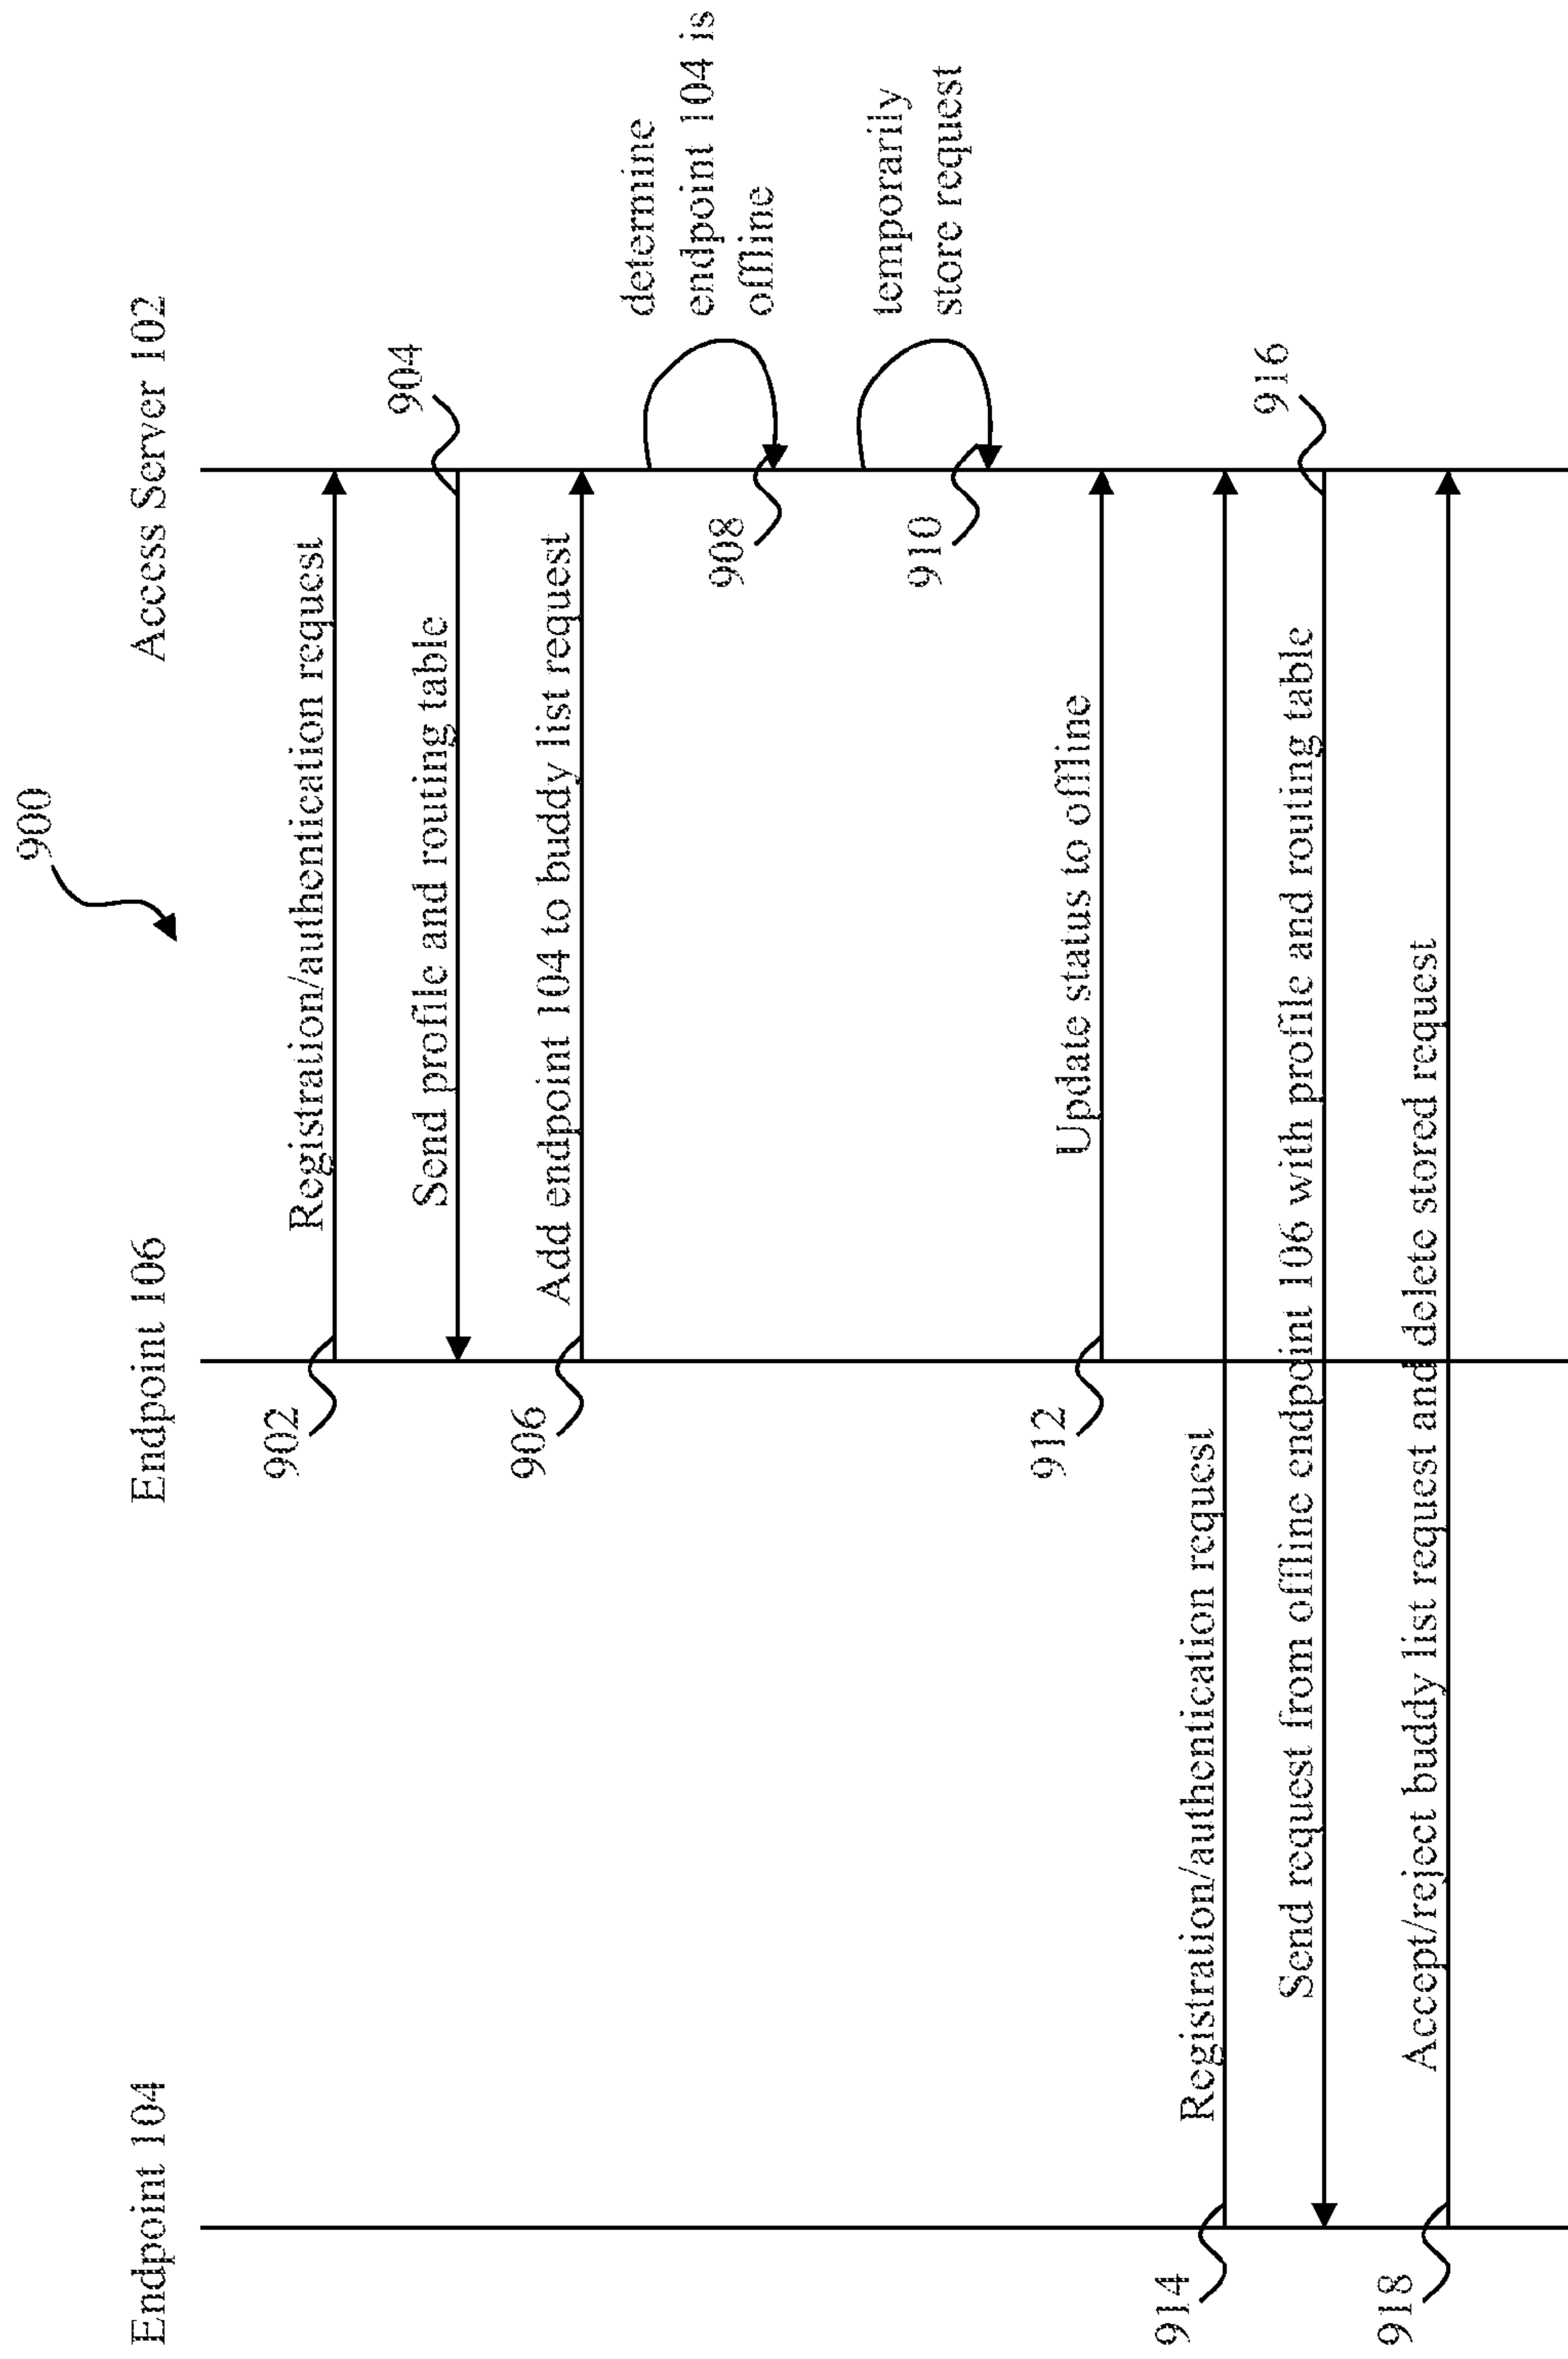 900
Endpoint 104
Endpoint 106
Access Server 102
902
Registration/authentication request
Send profile and routing table
904
906
Add endpoint 104 to buddy list request
determine
endpoint 104 is
offline
908
temporarily
store request
910
912
Update status to offline
914
Registration/authentication request
Send request from offline endpoint 106 with profile and routing table
916
918
Accept/reject buddy list request and delete stored request